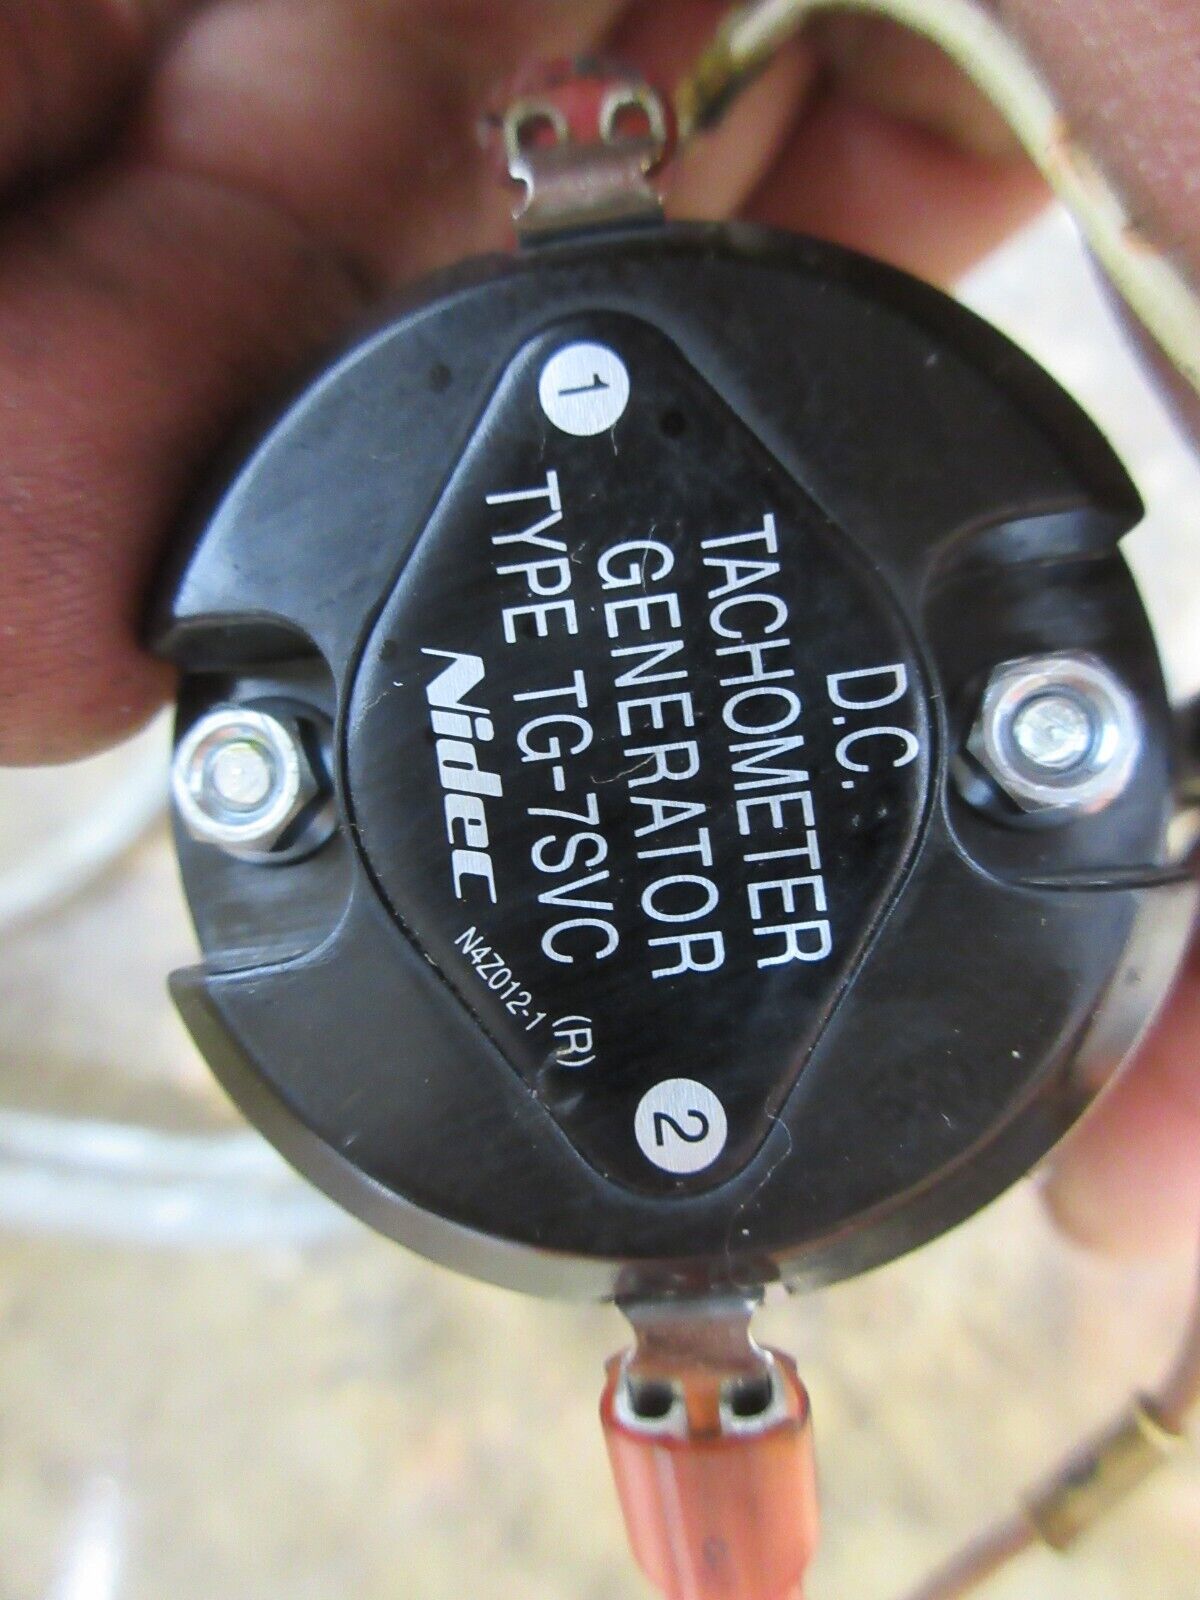 1
D.C.
TACHOMETER
GENERATOR
TYPE TG-7SVC
Nidec
N4Z012-1 (R)
2